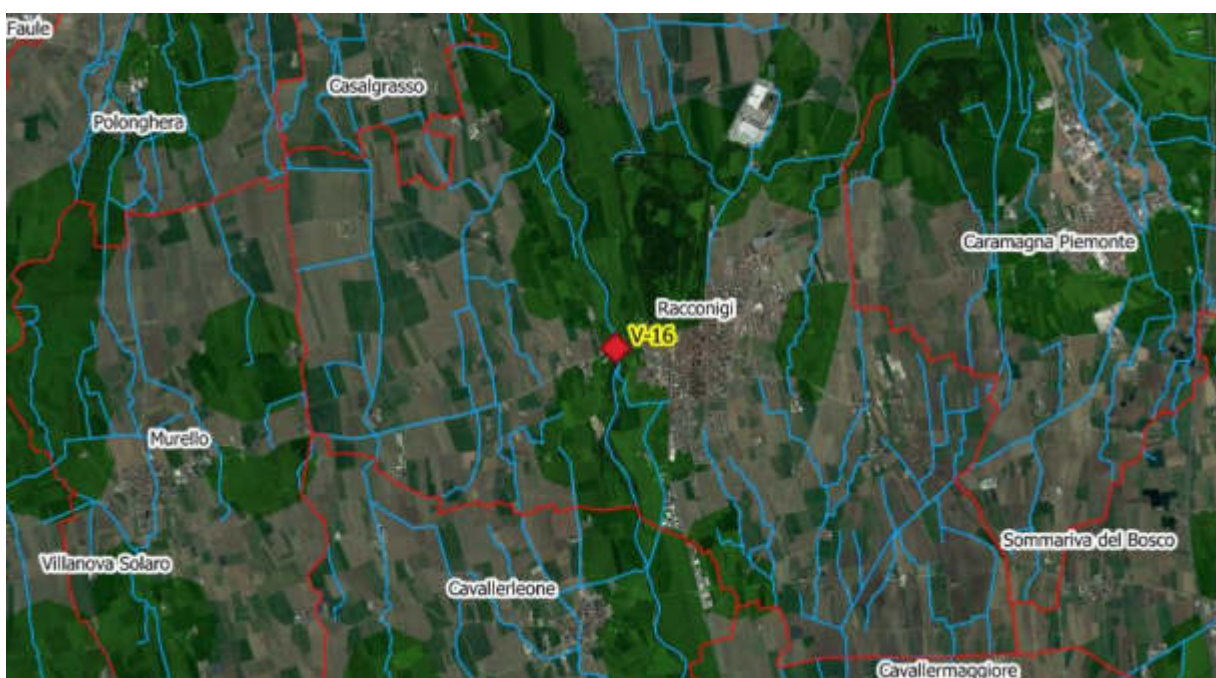 Faule
Casalgrasso
Polonghera
Caramagna Piemonte
Racconigi
V-16
Murello
Sommariva del Bosco
Villanova Solaro
Cavallerleone
Cavallermaggiore